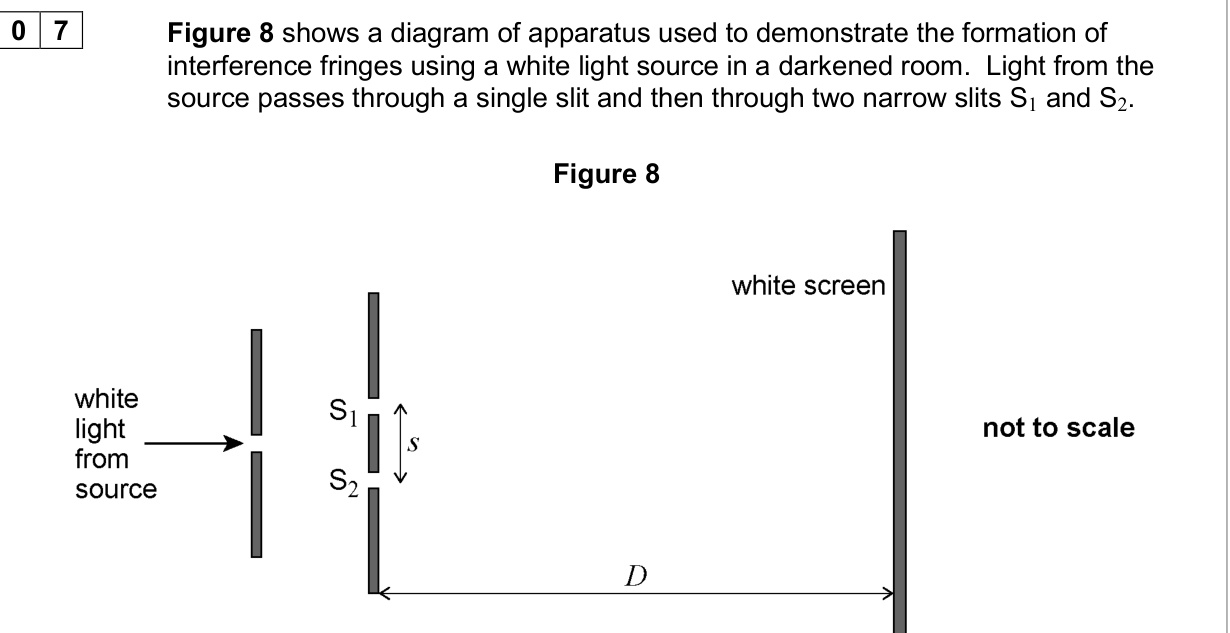 0 7
Figure 8 shows a diagram of apparatus used to demonstrate the formation of
interference fringes using a white light source in a darkened room. Light from the
source passes through a single slit and then through two narrow slits S₁ and S₂.
Figure 8
white screen
white
light
from
source
S₁
s
S₂
not to scale
D